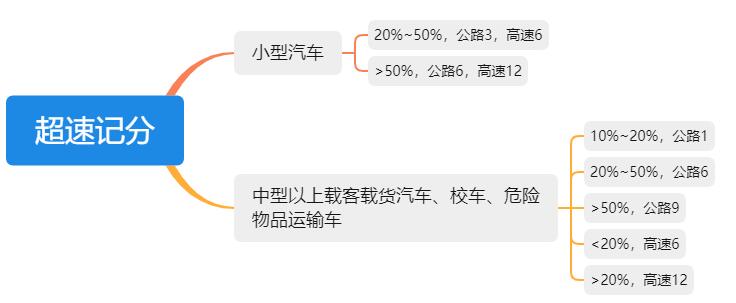 超速记分
小型汽车
20%~50%，公路3，高速6
>50%，公路6，高速12
中型以上载客载货汽车、校车、危险
物品运输车
10%~20%，公路1
20%~50%，公路6
>50%，公路9
<20%，高速6
>20%，高速12